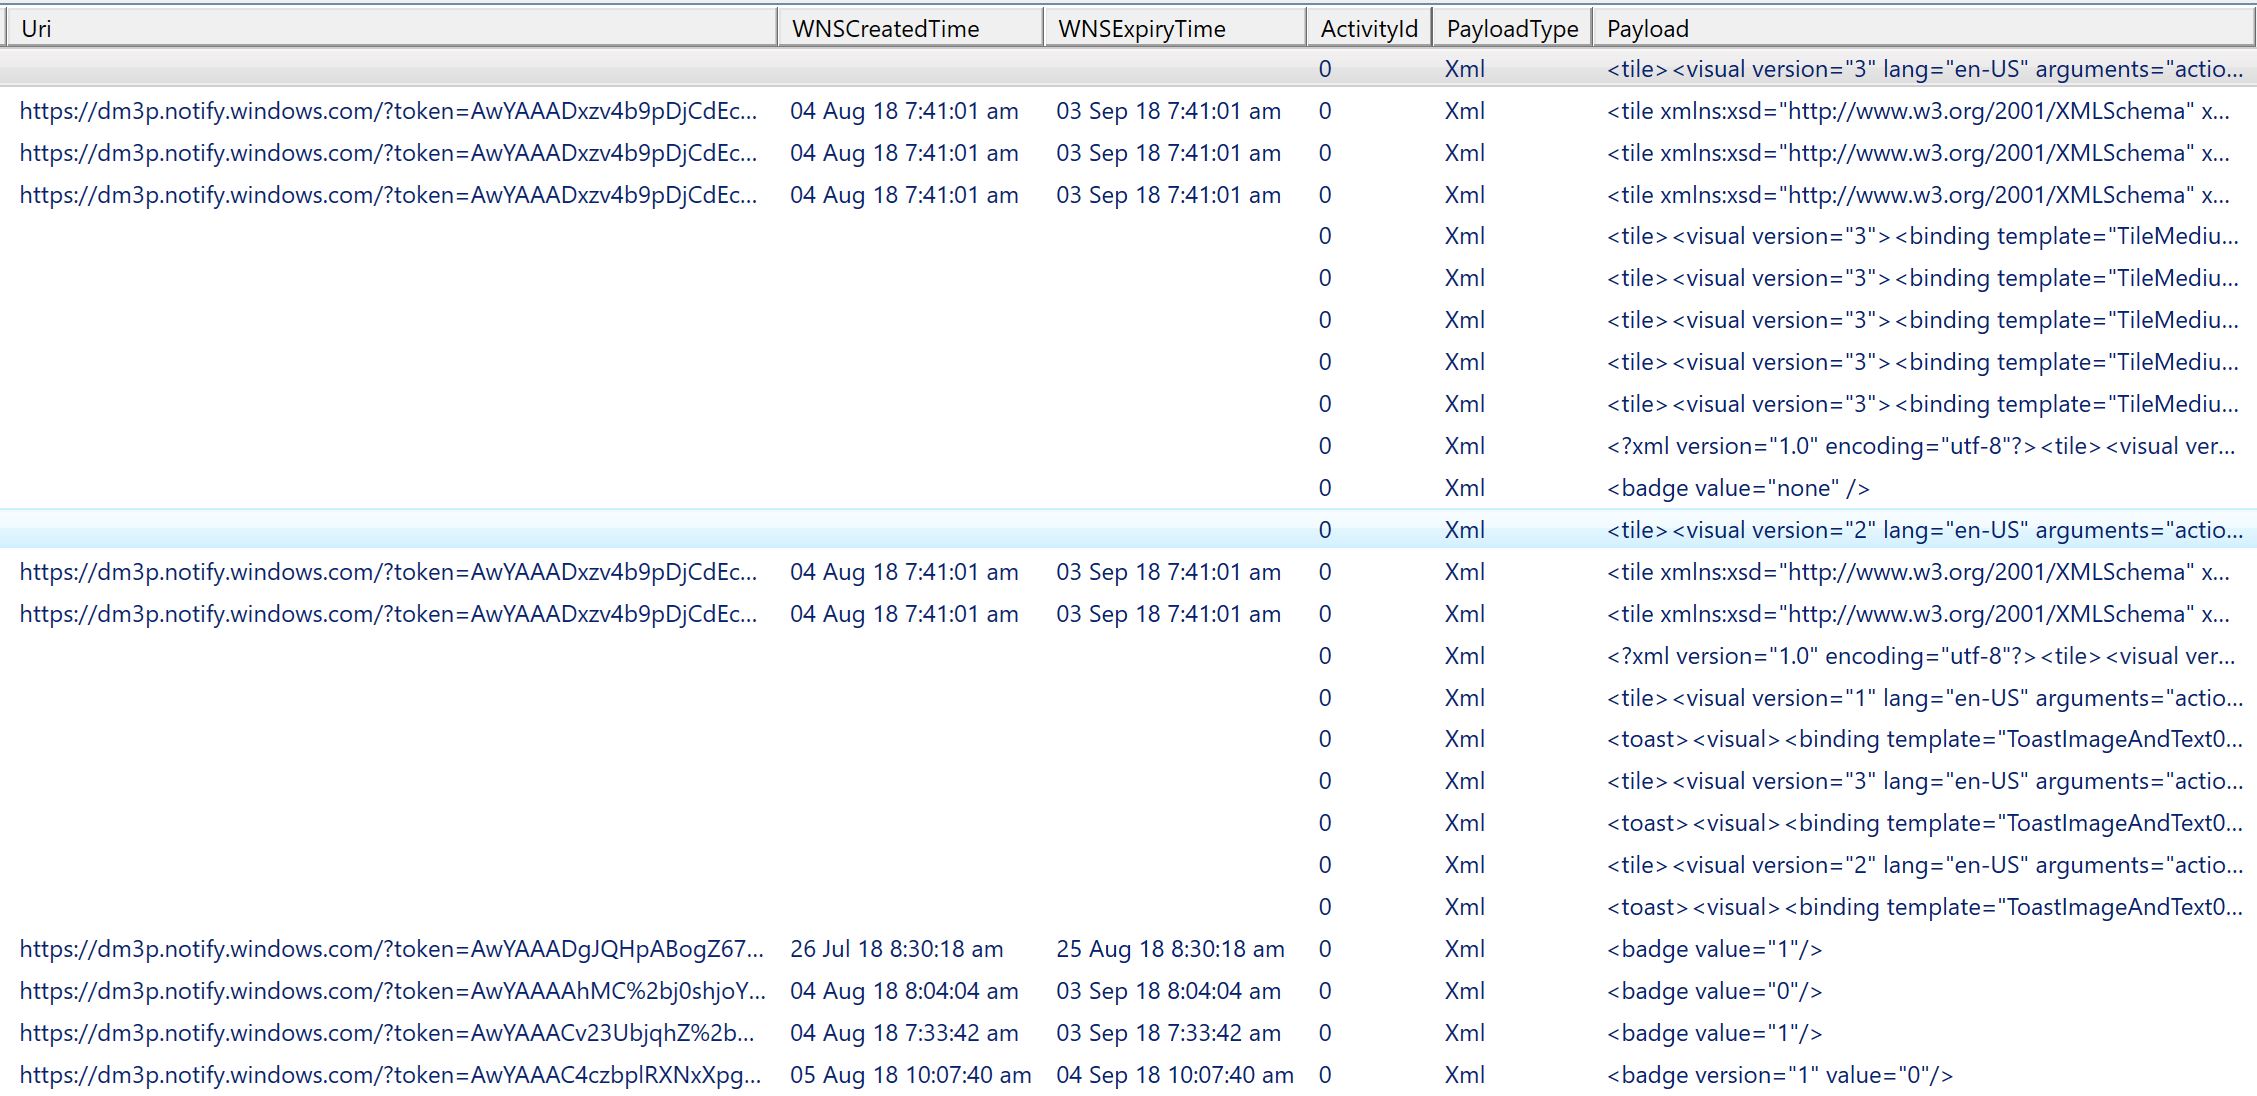 Uri WNSCreatedTime WNSExpiryTime ActivityId PayloadType Payload
0 Xml <tile><visual version="3" lang="en-US" arguments="actio...
https://dm3p.notify.windows.com/?token=AwYAAADxzv4b9pDjCdEc... 04 Aug 18 7:41:01 am 03 Sep 18 7:41:01 am 0 Xml <tile xmlns:xsd="http://www.w3.org/2001/XMLSchema" x...
https://dm3p.notify.windows.com/?token=AwYAAADxzv4b9pDjCdEc... 04 Aug 18 7:41:01 am 03 Sep 18 7:41:01 am 0 Xml <tile xmlns:xsd="http://www.w3.org/2001/XMLSchema" x...
https://dm3p.notify.windows.com/?token=AwYAAADxzv4b9pDjCdEc... 04 Aug 18 7:41:01 am 03 Sep 18 7:41:01 am 0 Xml <tile xmlns:xsd="http://www.w3.org/2001/XMLSchema" x...
0 Xml <tile><visual version="3"><binding template="TileMediu...
0 Xml <tile><visual version="3"><binding template="TileMediu...
0 Xml <tile><visual version="3"><binding template="TileMediu...
0 Xml <tile><visual version="3"><binding template="TileMediu...
0 Xml <tile><visual version="3"><binding template="TileMediu...
0 Xml <?xml version="1.0" encoding="utf-8"?><tile><visual ver...
0 Xml <badge value="none" />
0 Xml <tile><visual version="2" lang="en-US" arguments="actio...
https://dm3p.notify.windows.com/?token=AwYAAADxzv4b9pDjCdEc... 04 Aug 18 7:41:01 am 03 Sep 18 7:41:01 am 0 Xml <tile xmlns:xsd="http://www.w3.org/2001/XMLSchema" x...
https://dm3p.notify.windows.com/?token=AwYAAADxzv4b9pDjCdEc... 04 Aug 18 7:41:01 am 03 Sep 18 7:41:01 am 0 Xml <tile xmlns:xsd="http://www.w3.org/2001/XMLSchema" x...
0 Xml <?xml version="1.0" encoding="utf-8"?><tile><visual ver...
0 Xml <tile><visual version="1" lang="en-US" arguments="actio...
0 Xml <toast><visual><binding template="ToastImageAndText0...
0 Xml <tile><visual version="3" lang="en-US" arguments="actio...
0 Xml <toast><visual><binding template="ToastImageAndText0...
0 Xml <tile><visual version="2" lang="en-US" arguments="actio...
0 Xml <toast><visual><binding template="ToastImageAndText0...
https://dm3p.notify.windows.com/?token=AwYAAADgJQHpABogZ67... 26 Jul 18 8:30:18 am 25 Aug 18 8:30:18 am 0 Xml <badge value="1"/>
https://dm3p.notify.windows.com/?token=AwYAAAAhMC%2bj0shjoY... 04 Aug 18 8:04:04 am 03 Sep 18 8:04:04 am 0 Xml <badge value="0"/>
https://dm3p.notify.windows.com/?token=AwYAAACv23UbjqhZ%2b... 04 Aug 18 7:33:42 am 03 Sep 18 7:33:42 am 0 Xml <badge value="1"/>
https://dm3p.notify.windows.com/?token=AwYAAAC4czbplRXNxXpg... 05 Aug 18 10:07:40 am 04 Sep 18 10:07:40 am 0 Xml <badge version="1" value="0"/>